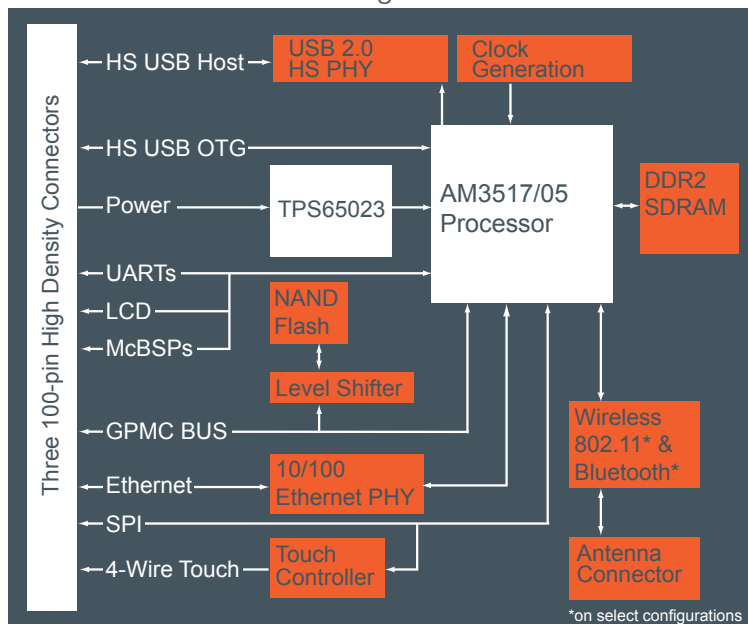 Three 100-pin High Density Connectors
HS USB Host
USB 2.0
HS PHY
Clock
Generation
HS USB OTG
Power
TPS65023
AM3517/05
Processor
DDR2
SDRAM
UARTs
LCD
McBSPs
NAND
Flash
Level Shifter
GPMC BUS
Wireless
802.11* &
Bluetooth*
Ethernet
10/100
Ethernet PHY
SPI
4-Wire Touch
Touch
Controller
Antenna
Connector
*on select configurations